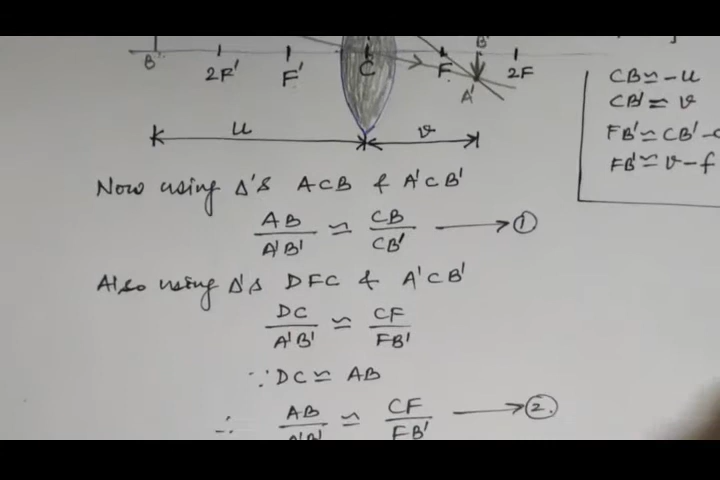 B' 2F' F' C F B' 2F
A'
u v
CB ≃ -u
CB' ≃ v
FB' ≃ CB' - C
FB' ≃ v - f
Now using Δ's ACB & A'CB'
AB/A'B' ≃ CB/CB' → ①
Also using Δ's DFC & A'CB'
DC/A'B' ≃ CF/FB'
∵ DC ≃ AB
∴ AB/A'B' ≃ CF/FB' → ②.